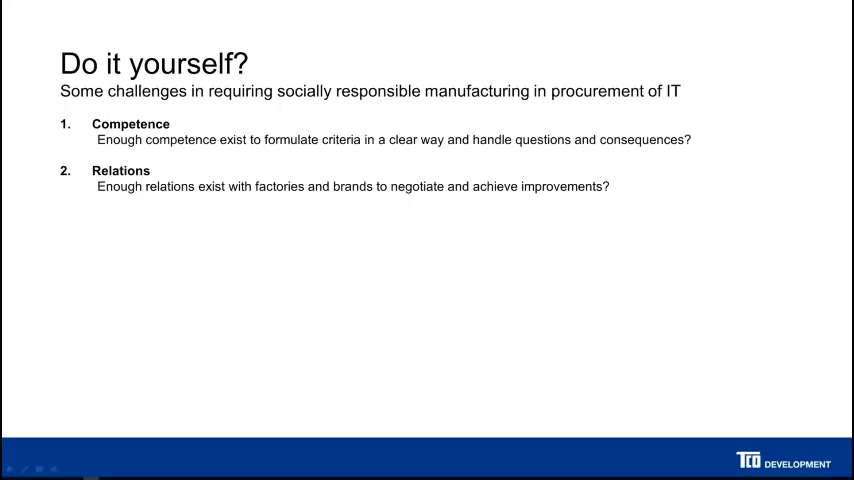 Do it yourself?
Some challenges in requiring socially responsible manufacturing in procurement of IT
1. Competence
Enough competence exist to formulate criteria in a clear way and handle questions and consequences?
2. Relations
Enough relations exist with factories and brands to negotiate and achieve improvements?
TCO DEVELOPMENT